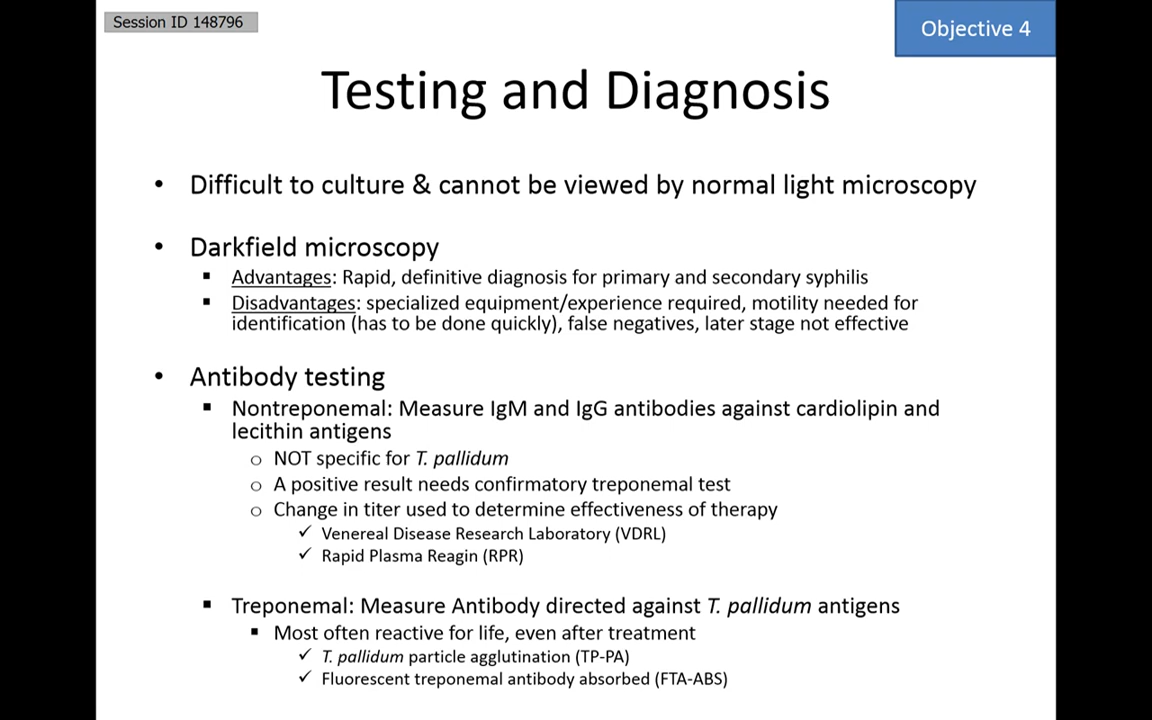 Session ID 148796
Objective 4
Testing and Diagnosis
• Difficult to culture & cannot be viewed by normal light microscopy
• Darkfield microscopy
▪ Advantages: Rapid, definitive diagnosis for primary and secondary syphilis
▪ Disadvantages: specialized equipment/experience required, motility needed for
identification (has to be done quickly), false negatives, later stage not effective
• Antibody testing
▪ Nontreponemal: Measure IgM and IgG antibodies against cardiolipin and
lecithin antigens
o NOT specific for T. pallidum
o A positive result needs confirmatory treponemal test
o Change in titer used to determine effectiveness of therapy
✓ Venereal Disease Research Laboratory (VDRL)
✓ Rapid Plasma Reagin (RPR)
▪ Treponemal: Measure Antibody directed against T. pallidum antigens
▪ Most often reactive for life, even after treatment
✓ T. pallidum particle agglutination (TP-PA)
✓ Fluorescent treponemal antibody absorbed (FTA-ABS)